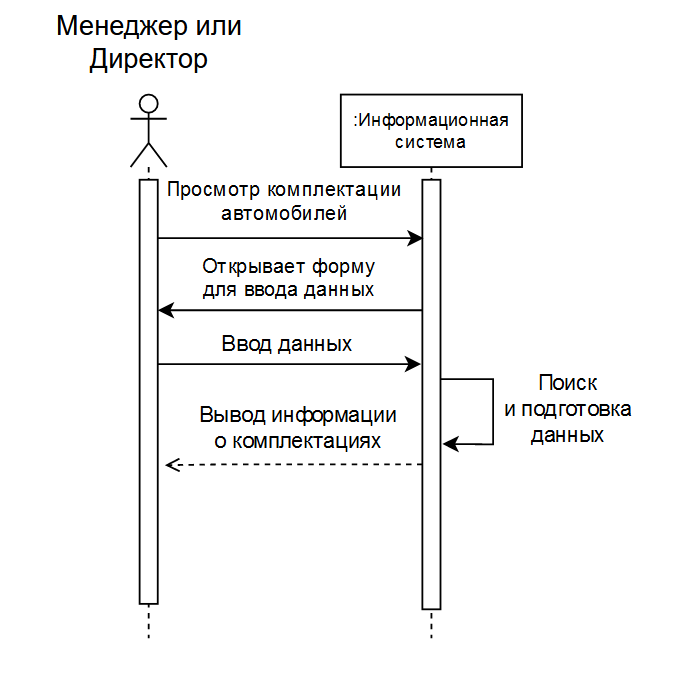 Менеджер или
Директор
:Информационная
система
Просмотр комплектации
автомобилей
Открывает форму
для ввода данных
Ввод данных
Поиск
и подготовка
данных
Вывод информации
о комплектациях